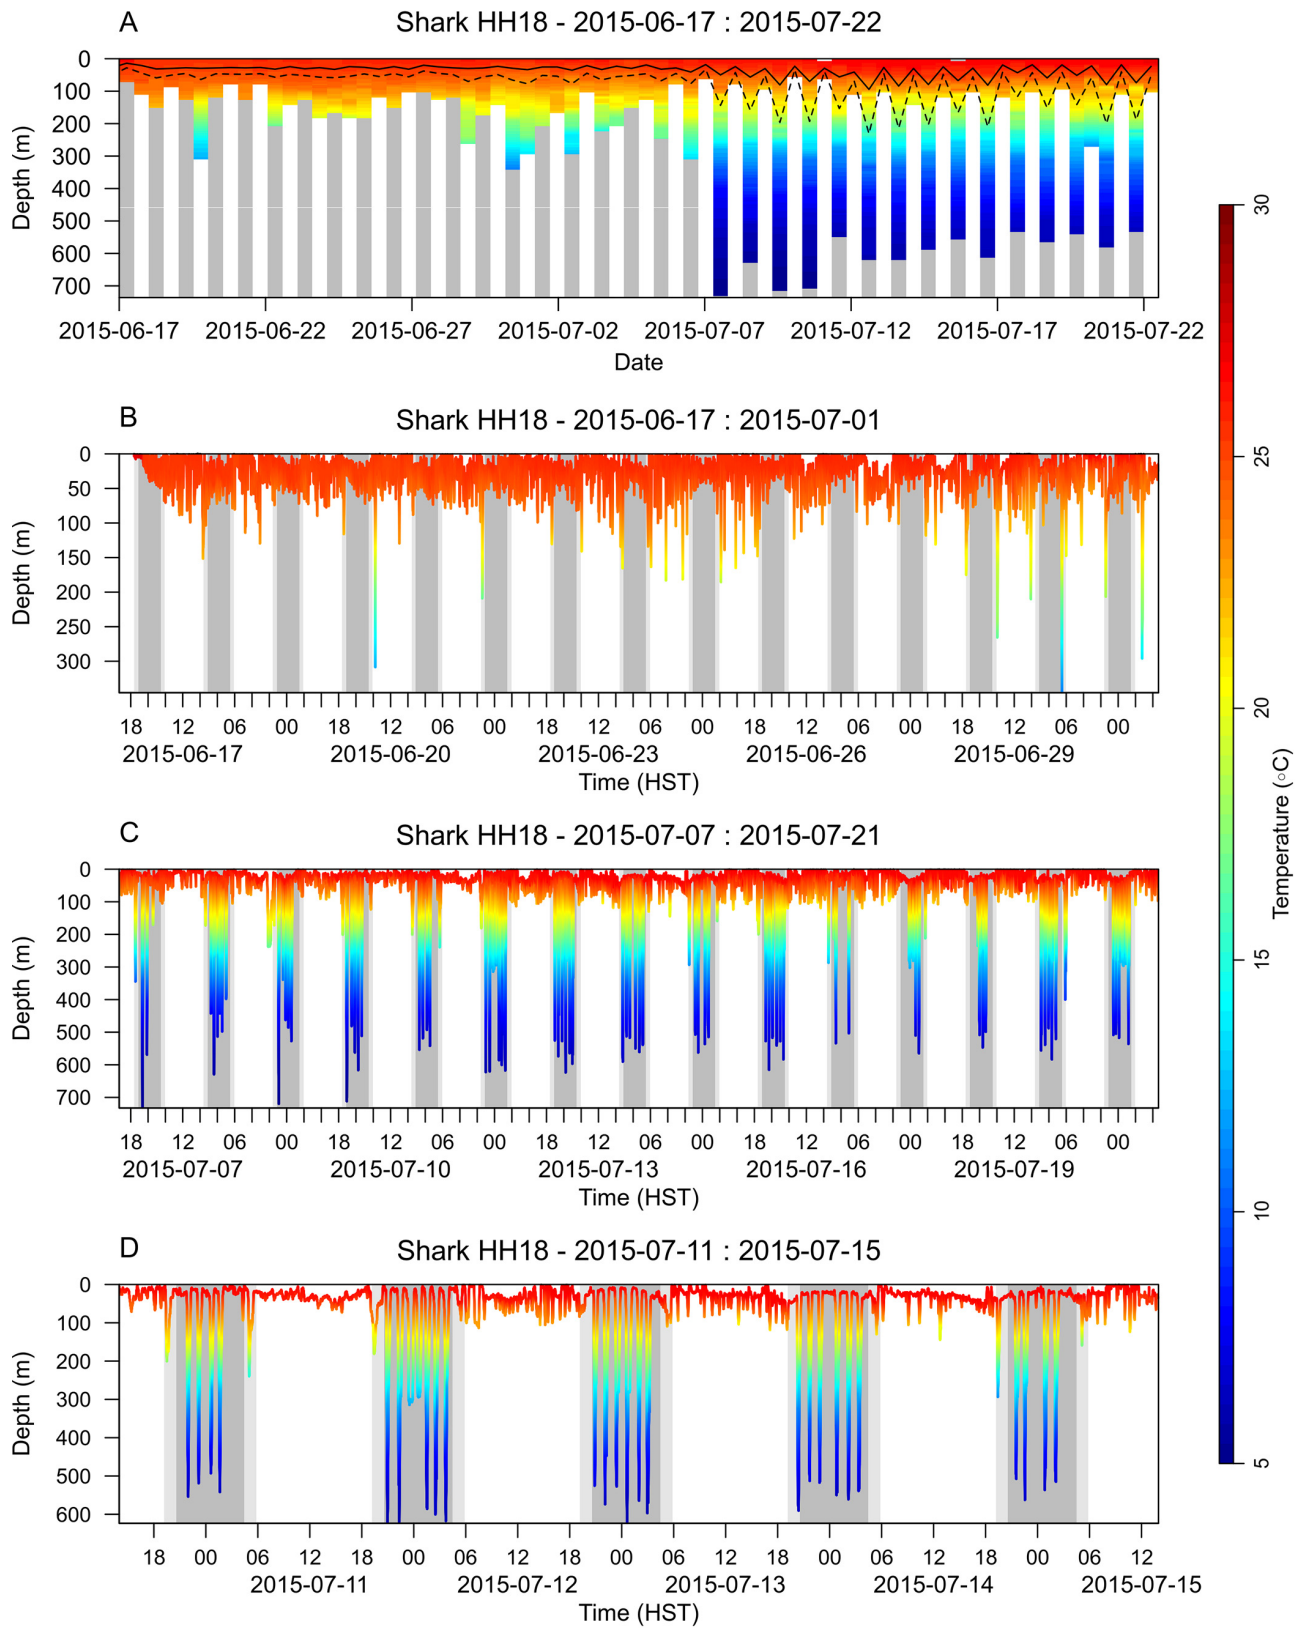 A
Shark HH18 - 2015-06-17 : 2015-07-22
Depth (m)
0
100
200
300
400
500
600
700
2015-06-17 2015-06-22 2015-06-27 2015-07-02 2015-07-07 2015-07-12 2015-07-17 2015-07-22
Date
B
Shark HH18 - 2015-06-17 : 2015-07-01
Depth (m)
0
50
100
150
200
250
300
18 12 06 00 18 12 06 00 18 12 06 00 18 12 06 00 18 12 06 00
2015-06-17 2015-06-20 2015-06-23 2015-06-26 2015-06-29
Time (HST)
C
Shark HH18 - 2015-07-07 : 2015-07-21
Depth (m)
0
100
200
300
400
500
600
700
18 12 06 00 18 12 06 00 18 12 06 00 18 12 06 00 18 12 06 00
2015-07-07 2015-07-10 2015-07-13 2015-07-16 2015-07-19
Time (HST)
D
Shark HH18 - 2015-07-11 : 2015-07-15
Depth (m)
0
100
200
300
400
500
600
18 00 06 12 18 00 06 12 18 00 06 12 18 00 06 12 18 00 06 12
2015-07-11 2015-07-12 2015-07-13 2015-07-14 2015-07-15
Time (HST)
30
25
20
15
10
5
Temperature (○C)